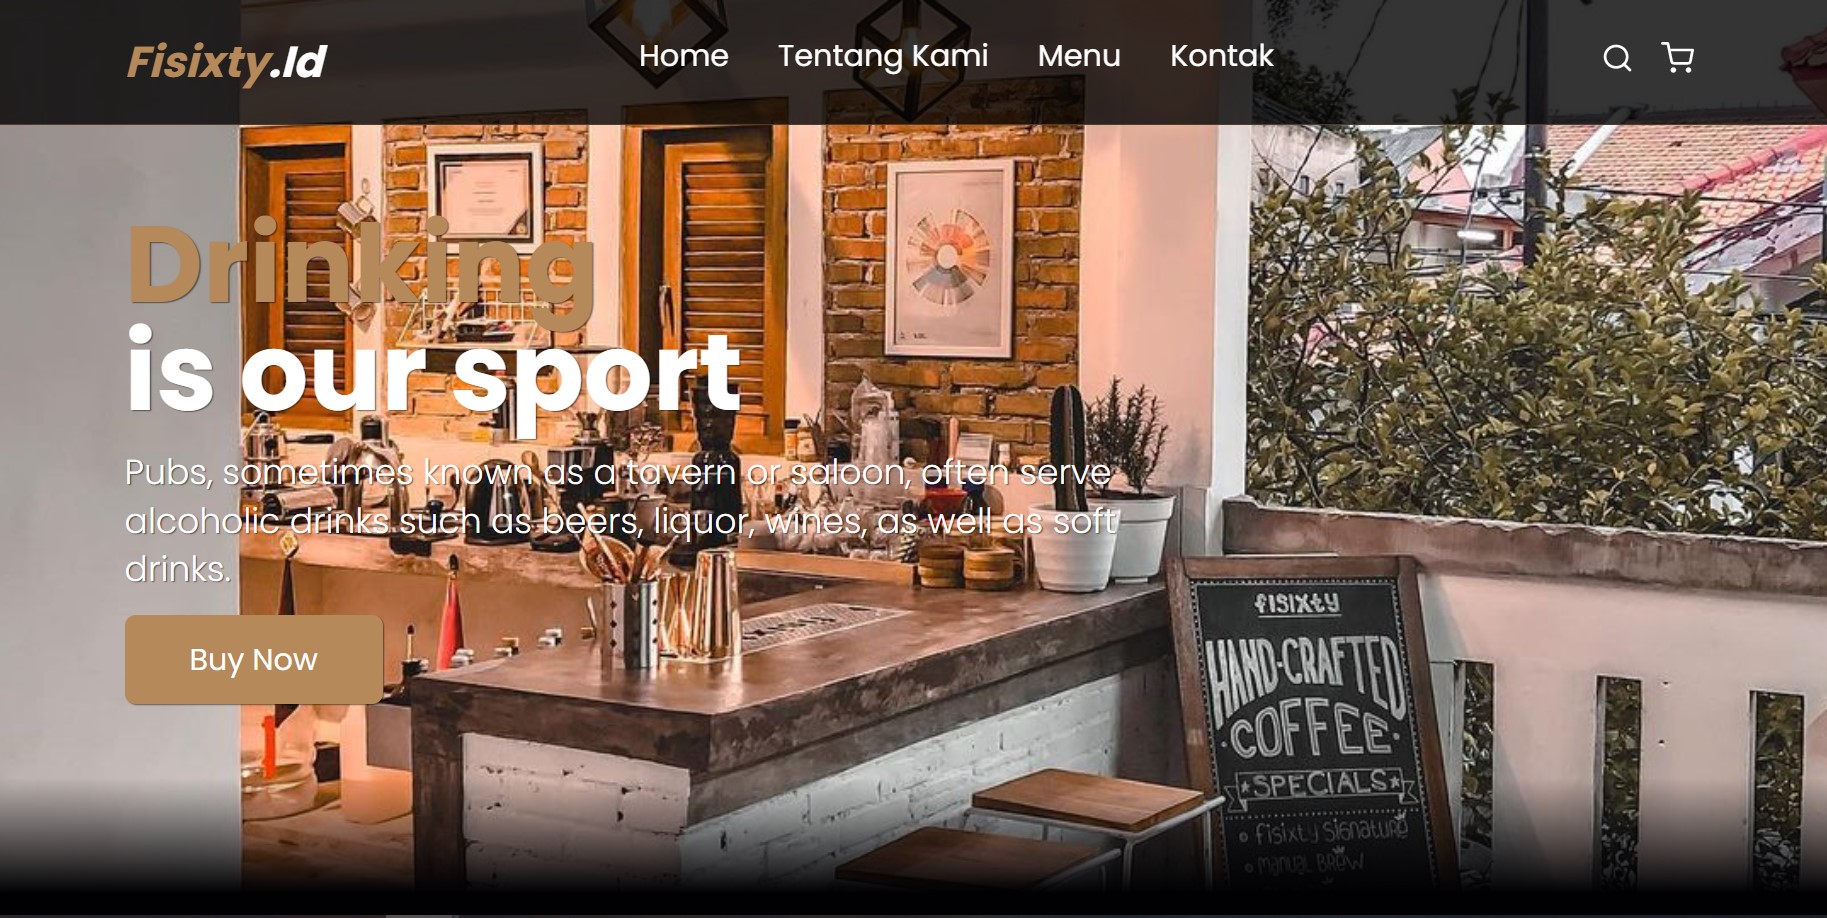 Fisixty.Id
Home Tentang Kami Menu Kontak
Drinking
is our sport
Pubs, sometimes known as a tavern or saloon, often serve
alcoholic drinks such as beers, liquor, wines, as well as soft
drinks.
Buy Now
fisixty
HAND-CRAFTED
COFFEE
SPECIALS
fisixty Signature
manual BREW